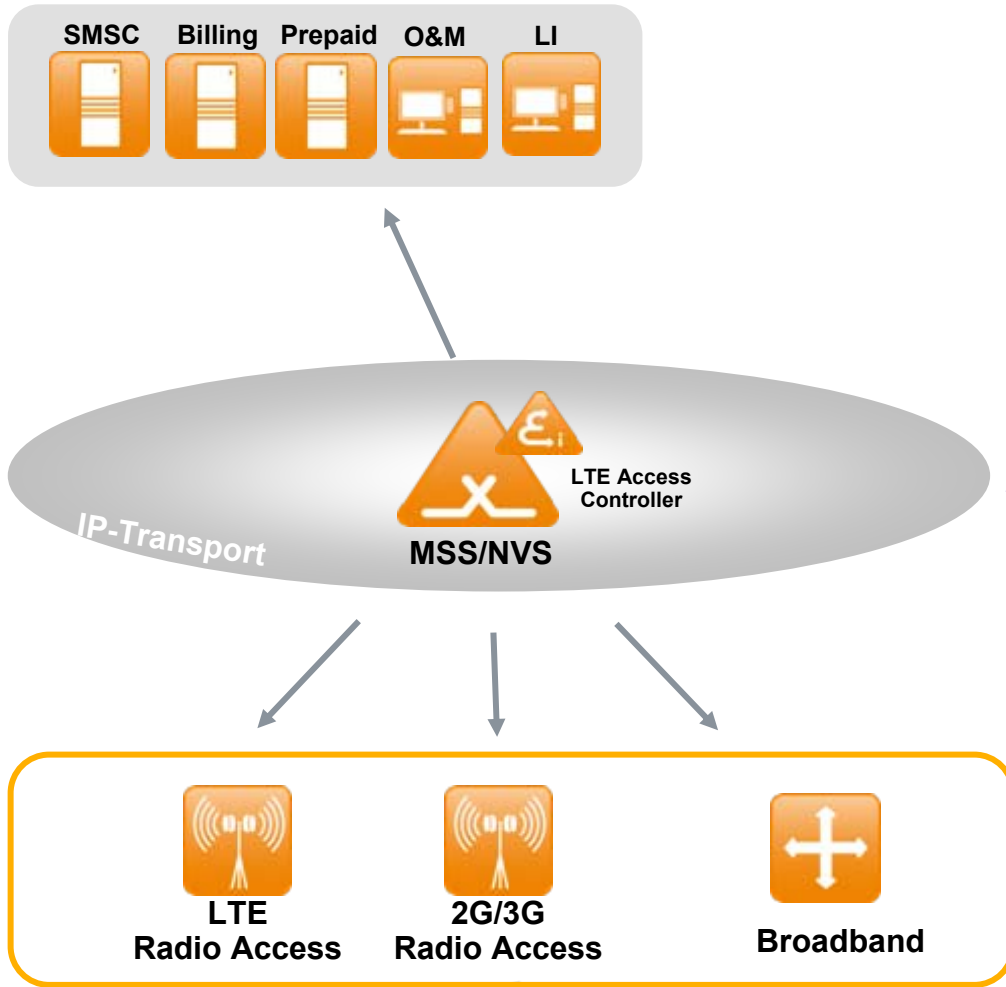 SMSC Billing Prepaid O&M LI
LTE Access
Controller
IP-Transport
MSS/NVS
LTE
Radio Access
2G/3G
Radio Access
Broadband